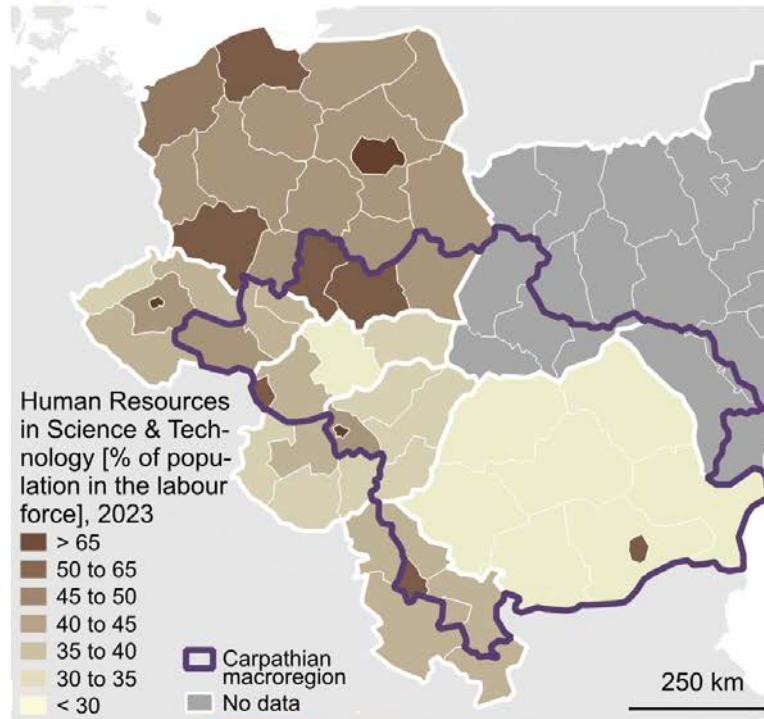 Human Resources
in Science & Tech-
nology [% of popu-
lation in the labour
force], 2023
> 65
50 to 65
45 to 50
40 to 45
35 to 40
30 to 35
< 30
Carpathian
macroregion
No data
250 km